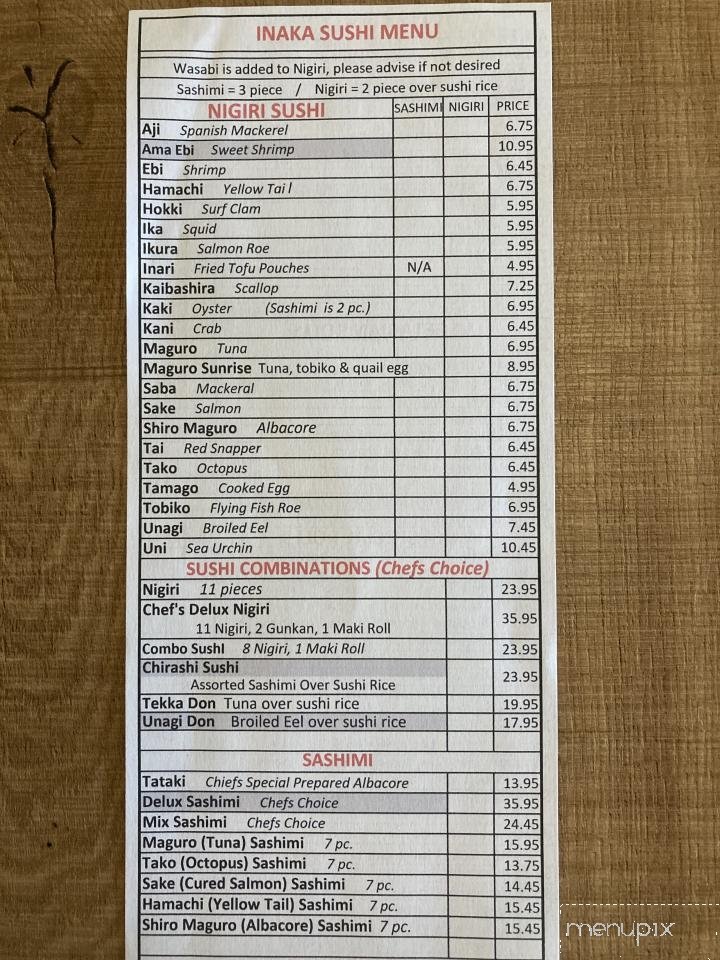 INAKA SUSHI MENU
Wasabi is added to Nigiri, please advise if not desired
Sashimi = 3 piece / Nigiri = 2 piece over sushi rice
NIGIRI SUSHI SASHIMI NIGIRI PRICE
Aji Spanish Mackerel 6.75
Ama Ebi Sweet Shrimp 10.95
Ebi Shrimp 6.45
Hamachi Yellow Tail 6.75
Hokki Surf Clam 5.95
Ika Squid 5.95
Ikura Salmon Roe 5.95
Inari Fried Tofu Pouches N/A 4.95
Kaibashira Scallop 7.25
Kaki Oyster (Sashimi is 2 pc.) 6.95
Kani Crab 6.45
Maguro Tuna 6.95
Maguro Sunrise Tuna, tobiko & quail egg 8.95
Saba Mackeral 6.75
Sake Salmon 6.75
Shiro Maguro Albacore 6.75
Tai Red Snapper 6.45
Tako Octopus 6.45
Tamago Cooked Egg 4.95
Tobiko Flying Fish Roe 6.95
Unagi Broiled Eel 7.45
Uni Sea Urchin 10.45
SUSHI COMBINATIONS (Chefs Choice)
Nigiri 11 pieces 23.95
Chef's Delux Nigiri
11 Nigiri, 2 Gunkan, 1 Maki Roll 35.95
Combo SushI 8 Nigiri, 1 Maki Roll 23.95
Chirashi Sushi
Assorted Sashimi Over Sushi Rice 23.95
Tekka Don Tuna over sushi rice 19.95
Unagi Don Broiled Eel over sushi rice 17.95
SASHIMI
Tataki Chiefs Special Prepared Albacore 13.95
Delux Sashimi Chefs Choice 35.95
Mix Sashimi Chefs Choice 24.45
Maguro (Tuna) Sashimi 7 pc. 15.95
Tako (Octopus) Sashimi 7 pc. 13.75
Sake (Cured Salmon) Sashimi 7 pc. 14.45
Hamachi (Yellow Tail) Sashimi 7 pc. 15.45
Shiro Maguro (Albacore) Sashimi 7 pc. 15.45
menupix